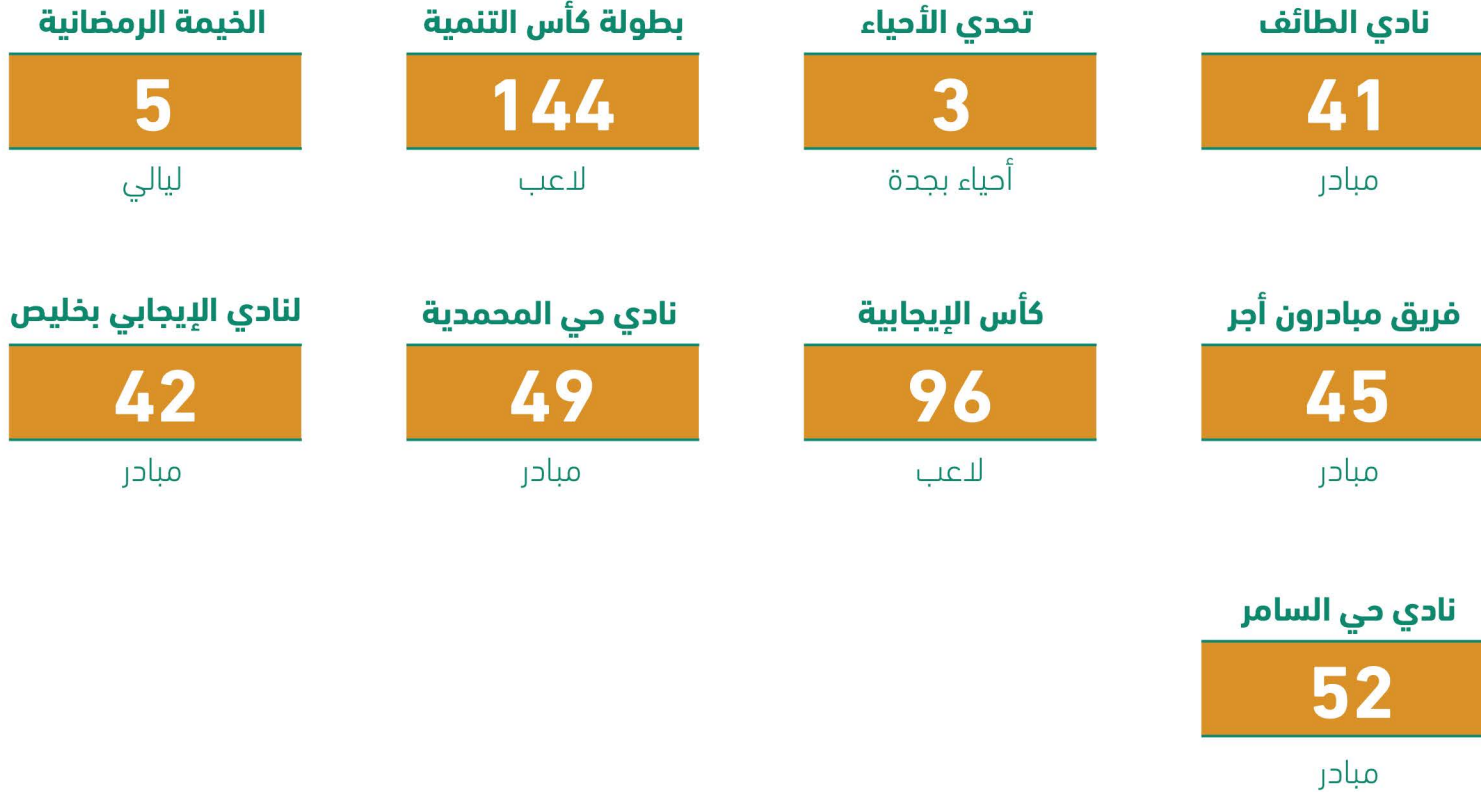 نادي الطائف
41
مبادر
تحدي الأحياء
3
أحياء بجدة
بطولة كأس التنمية
144
لاعب
الخيمة الرمضانية
5
ليالي
فريق مبادرون أجر
45
مبادر
كأس الإيجابية
96
لاعب
نادي حي المحمدية
49
مبادر
لنادي الإيجابي بخليص
42
مبادر
نادي حي السامر
52
مبادر